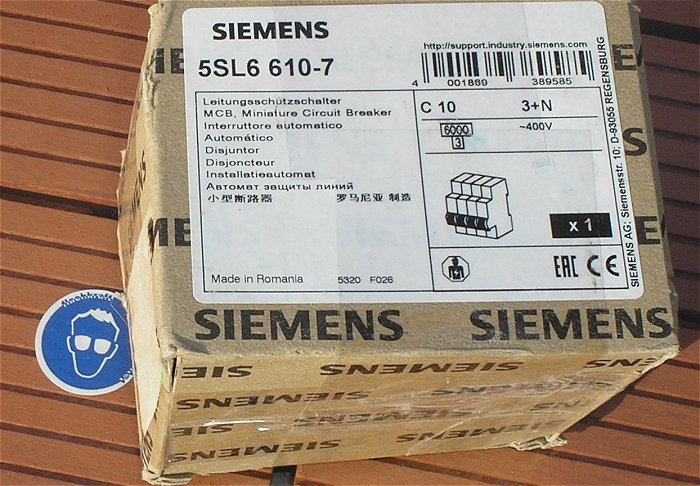 SIEMENS
5SL6 610-7
http://support.industry.siemens.com
4 001869 389585
Leitungsschutzschalter
MCB, Miniature Circuit Breaker
Interruttore automatico
Automático
Disjuntor
Disjoncteur
Installatieautomat
Автомат защиты линий
小型断路器 罗马尼亚 制造
C 10 3+N
6000 ~400V
3
x 1
Made in Romania 5320 F026
EAC CE
SIEMENS AG; Siemensstr. 10; D-93055 REGENSBURG
SIEMENS SIEMENS
SIEMENS
SIEMENS
SIEMENS